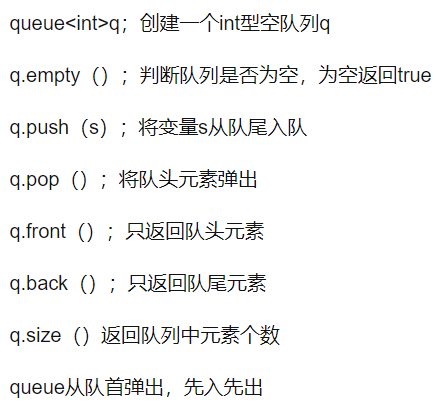 queue<int>q；创建一个int型空队列q
q.empty（）；判断队列是否为空，为空返回true
q.push（s）；将变量s从队尾入队
q.pop（）；将队头元素弹出
q.front（）；只返回队头元素
q.back（）；只返回队尾元素
q.size（）返回队列中元素个数
queue从队首弹出，先入先出